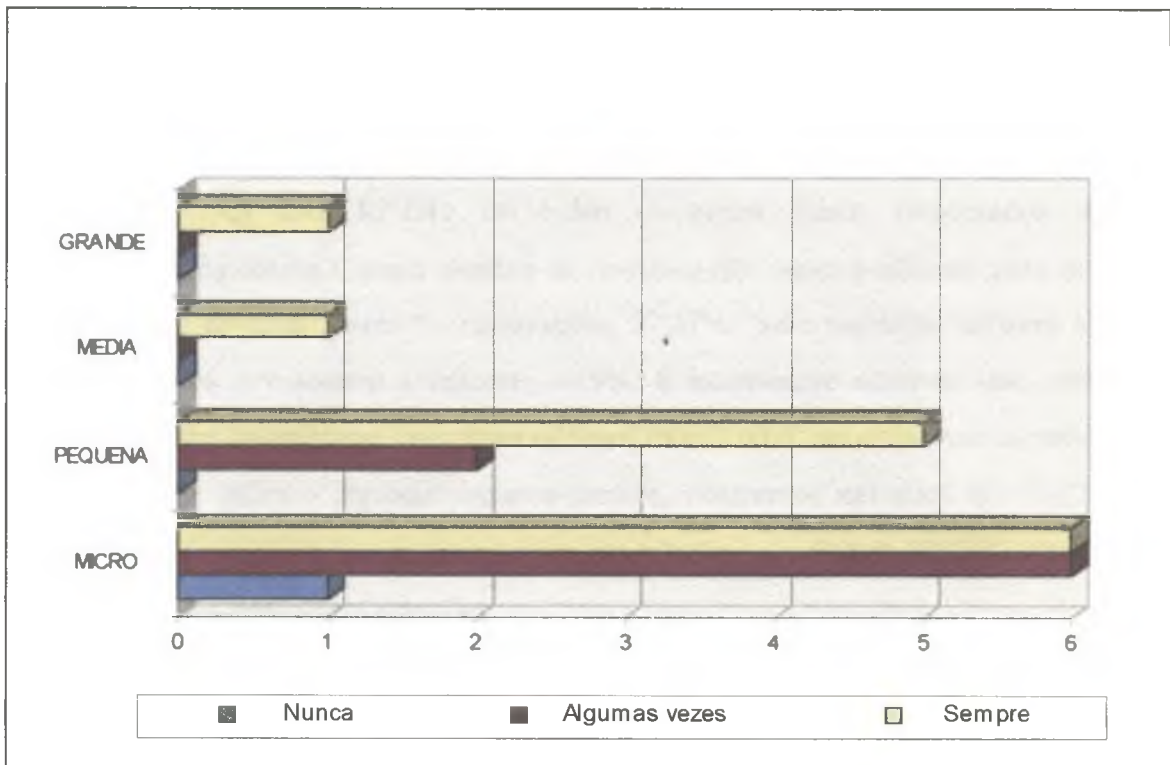 GRANDE
MEDIA
PEQUENA
MICRO
0 1 2 3 4 5 6
Nunca Algumas vezes Sempre